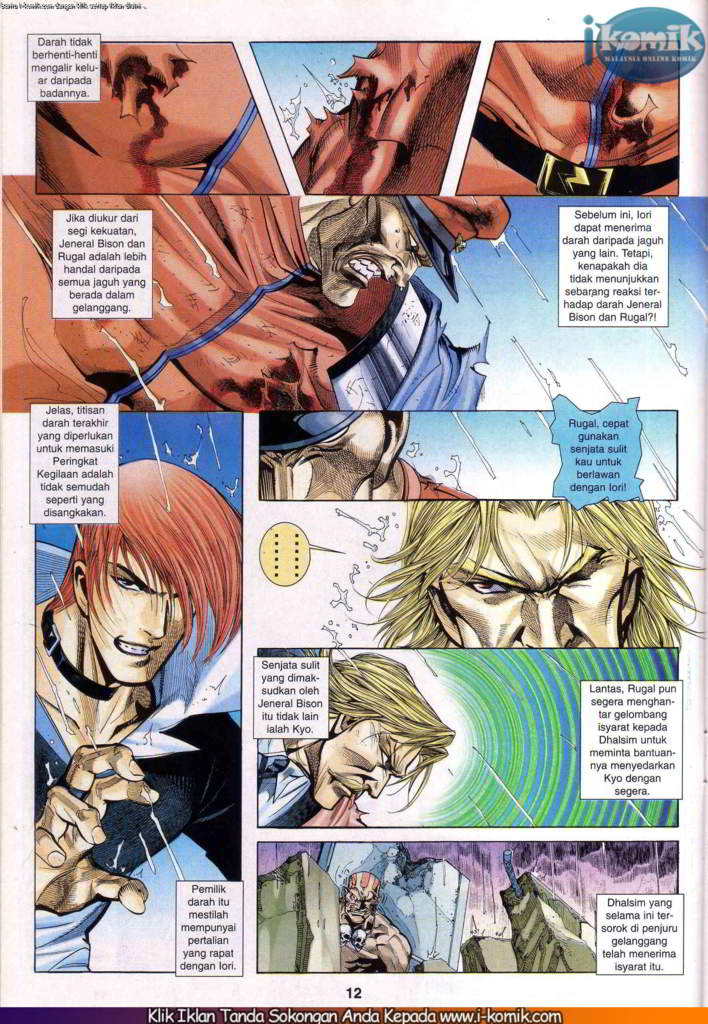 ikomik
MALAYSIA ONLINE KOMIK
Darah tidak
berhenti-henti
mengalir kelu-
ar daripada
badannya.
Jika diukur dari
segi kekuatan,
Jeneral Bison dan
Rugal adalah lebih
handal daripada
semua jaguh yang
berada dalam
gelanggang.
Sebelum ini, Iori
dapat menerima
darah daripada jaguh
yang lain. Tetapi,
kenapakah dia
tidak menunjukkan
sebarang reaksi ter-
hadap darah Jeneral
Bison dan Rugal?!
Jelas, titisan
darah terakhir
yang diperlukan
untuk memasuki
Peringkat
Kegilaan adalah
tidak semudah
seperti yang
disangkakan.
Rugal, cepat
gunakan
senjata sulit
kau untuk
berlawan
dengan Iori!
Senjata sulit
yang dimak-
sudkan oleh
Jeneral Bison
itu tidak lain
ialah Kyo.
Lantas, Rugal pun
segera menghan-
tar gelombang
isyarat kepada
Dhalsim untuk
meminta bantuan-
nya menyedarkan
Kyo dengan
segera.
Pemilik
darah itu
mestilah
mempunyai
pertalian
yang rapat
dengan Iori.
Dhalsim yang
selama ini ter-
sorok di penjuru
gelanggang
telah menerima
isyarat itu.
12
Klik Iklan Tanda Sokongan Anda Kepada www.i-komik.com